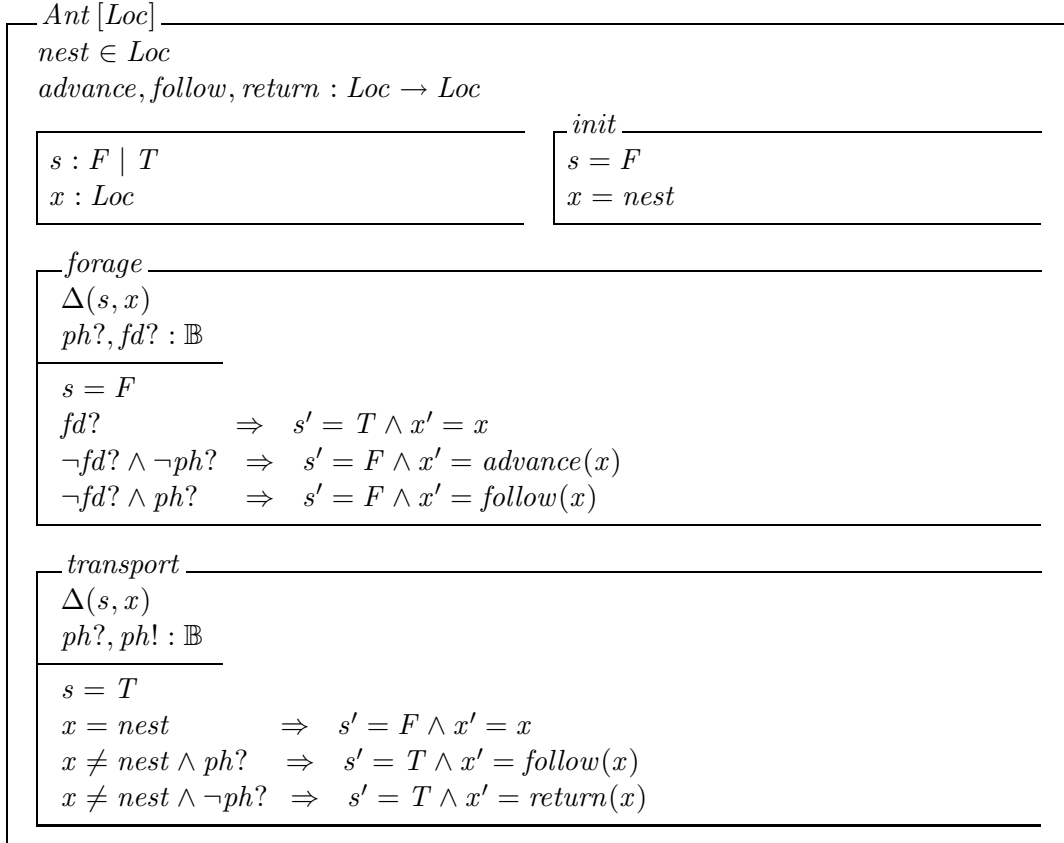 Ant [Loc]
nest ∈ Loc
advance, follow, return : Loc → Loc
s : F | T
x : Loc
init
s = F
x = nest
forage
Δ(s, x)
ph?, fd? : 𝔹
s = F
fd? ⇒ s′ = T ∧ x′ = x
¬fd? ∧ ¬ph? ⇒ s′ = F ∧ x′ = advance(x)
¬fd? ∧ ph? ⇒ s′ = F ∧ x′ = follow(x)
transport
Δ(s, x)
ph?, ph! : 𝔹
s = T
x = nest ⇒ s′ = F ∧ x′ = x
x ≠ nest ∧ ph? ⇒ s′ = T ∧ x′ = follow(x)
x ≠ nest ∧ ¬ph? ⇒ s′ = T ∧ x′ = return(x)